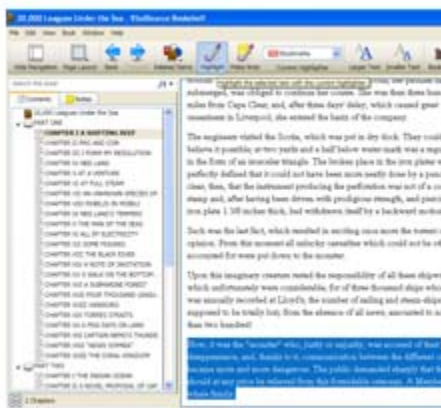 20,000 Leagues Under the Sea - VitalSource Bookshelf
File Edit View Book Window Help
Highlight
Contents
Notes
20,000 Leagues Under the Sea
PART ONE
CHAPTER I A SHIFTING REEF
CHAPTER II PRO AND CON
CHAPTER III I FORM MY RESOLUTION
CHAPTER IV NED LAND
CHAPTER V AT A VENTURE
CHAPTER VI AT FULL STEAM
CHAPTER VII AN UNKNOWN SPECIES OF
CHAPTER VIII MOBILIS IN MOBILI
CHAPTER IX NED LAND'S TEMPERS
CHAPTER X THE MAN OF THE SEAS
CHAPTER XI ALL BY ELECTRICITY
CHAPTER XII SOME FIGURES
CHAPTER XIII THE BLACK RIVER
CHAPTER XIV A NOTE OF INVITATION
CHAPTER XV A WALK ON THE BOTTOM
CHAPTER XVI A SUBMARINE FOREST
CHAPTER XVII FOUR THOUSAND
CHAPTER XVIII VANIKORO
CHAPTER XIX TORRES STRAITS
CHAPTER XX A FEW DAYS ON LAND
CHAPTER XXI CAPTAIN NEMO'S THUNDER
CHAPTER XXII
CHAPTER XXIII THE CORAL KINGDOM
PART TWO
CHAPTER I THE INDIAN OCEAN
CHAPTER II A NOVEL PROPOSAL OF CAP
submerged, was obliged to continue her course. She was then three hun
miles from Cape Clear, and, after three days' delay, which caused great
uneasiness in Liverpool, she entered the basin of the company.
The engineers visited the Scotia, which was put in dry dock. They could
believe it possible; at two yards and a half below water-mark was a regu
in the form of an isosceles triangle. The broken place in the iron plates w
perfectly defined that it could not have been more neatly done by a punc
clear, then, that the instrument producing the perforation was not of a co
stamp and, after having been driven with prodigious strength, and pierci
iron plate 1 3/8 inches thick, had withdrawn itself by a backward motion
Such was the last fact, which resulted in exciting once more the torrent o
opinion. From this moment all unlucky casualties which could not be oth
accounted for were put down to the monster.
Upon this imaginary creature rested the responsibility of all these shipwr
which unfortunately were considerable; for of three thousand ships whos
was annually recorded at Lloyd's, the number of sailing and steam-ships
supposed to be totally lost, from the absence of all news, amounted to no
than two hundred!
Now, it was the "monster" who, justly or unjustly, was accused of their
disappearance, and, thanks to it, communication between the different c
became more and more dangerous. The public demanded sharply that th
should at any price be relieved from this formidable cetacean.